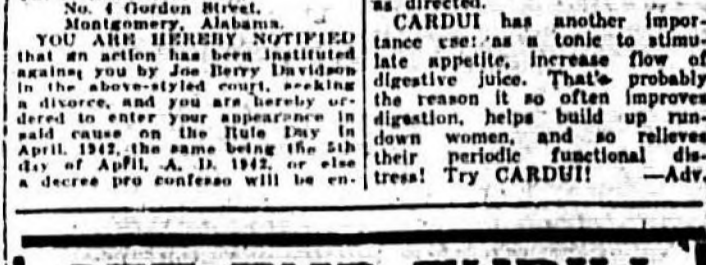 No. 4 Gordon Street,
Montgomery, Alabama.
YOU ARE HEREBY NOTIFIED
that an action has been instituted
against you by Joe Berry Davidson
in the above-styled court, seeking
a divorce, and you are hereby or-
dered to enter your appearance in
said cause on the Rule Day in
April, 1942, the same being the 5th
day of April, A. D. 1942, or else
a decree pro confesso will be en-
as directed.
CARDUI has another impor-
tance use: as a tonic to stimu-
late appetite, increase flow of
digestive juice. That's probably
the reason it so often improves
digestion, helps build up run-
down women, and so relieves
their periodic functional dis-
tress! Try CARDUI! —Adv.